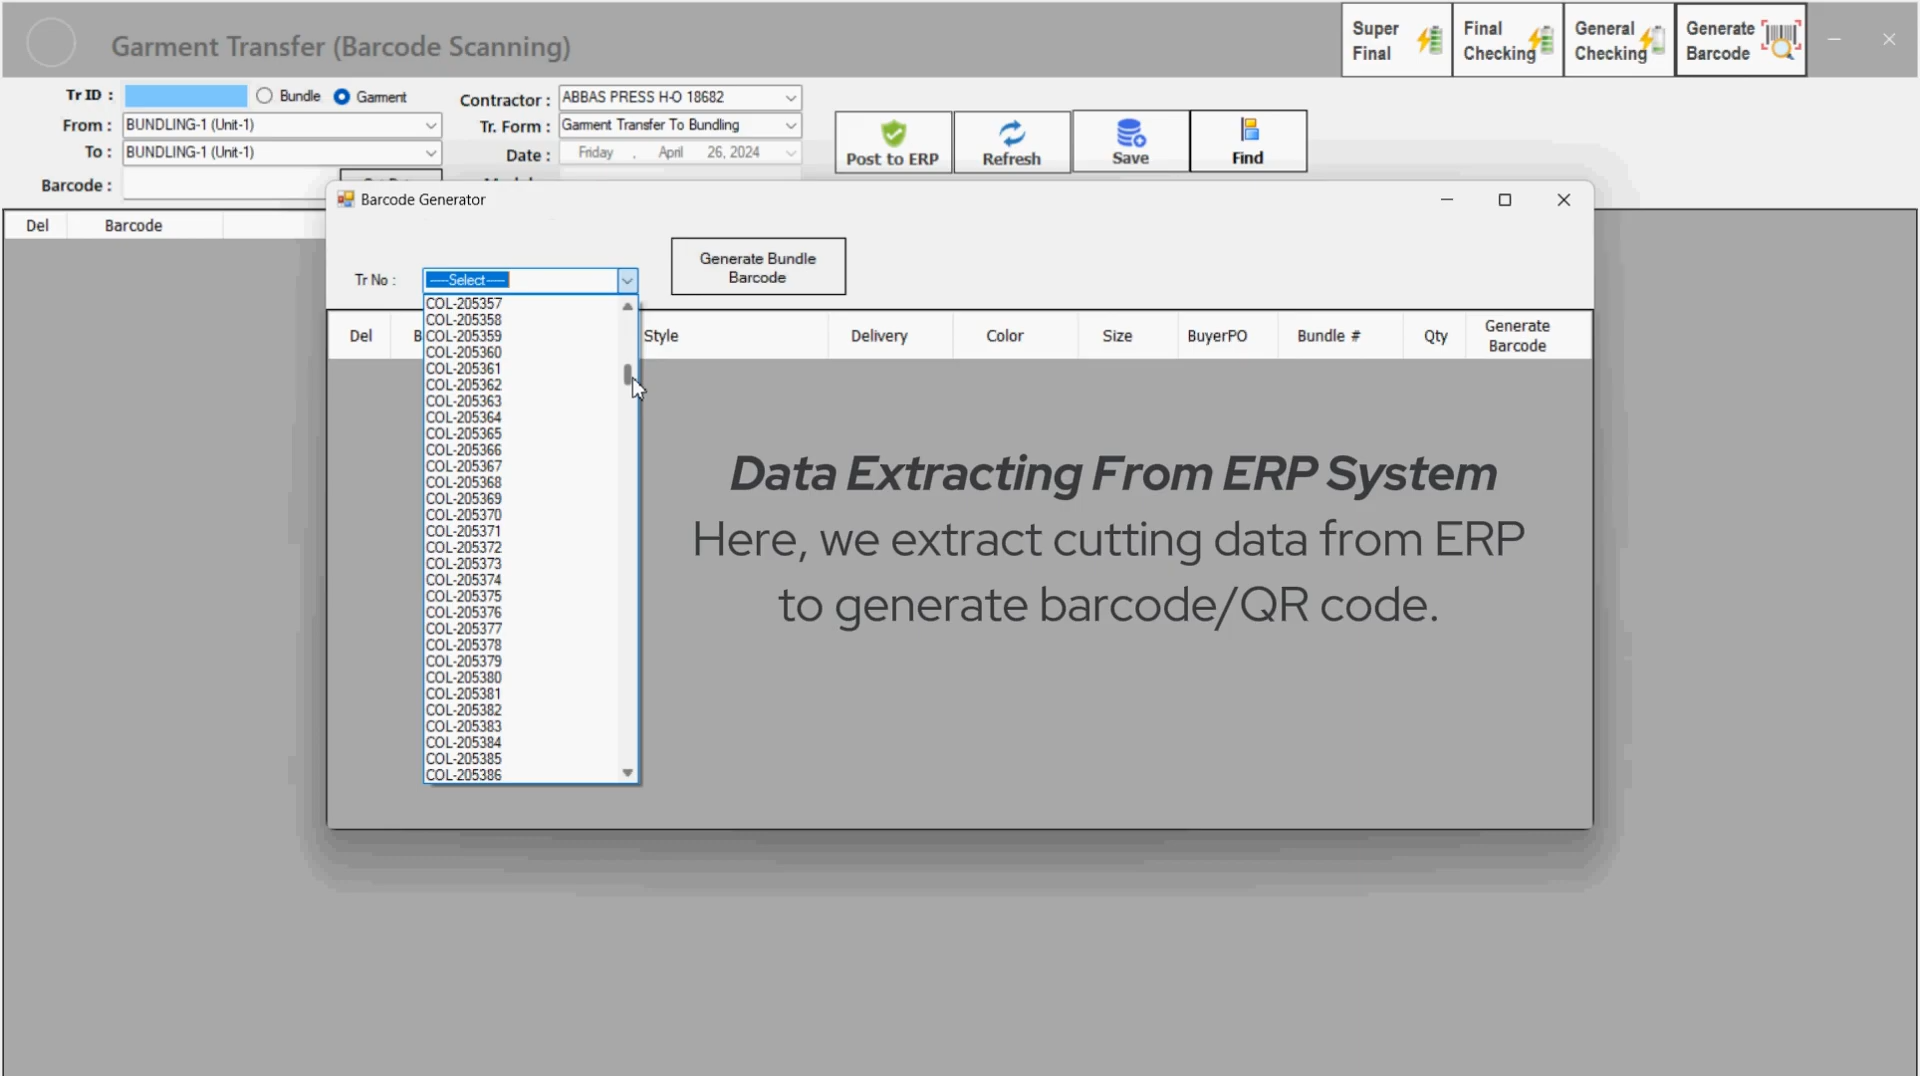 Garment Transfer (Barcode Scanning)
Super Final
Final Checking
General Checking
Generate Barcode
Tr ID :
Bundle
Garment
Contractor :
ABBAS PRESS H-O 18682
From :
BUNDLING-1 (Unit-1)
Tr. Form :
Garment Transfer To Bundling
To :
BUNDLING-1 (Unit-1)
Date :
Friday , April 26, 2024
Barcode :
Post to ERP
Refresh
Save
Find
Del
Barcode
Barcode Generator
Tr No :
----Select----
Generate Bundle
Barcode
Del
Style
Delivery
Color
Size
BuyerPO
Bundle #
Qty
Generate
Barcode
COL-205357
COL-205358
COL-205359
COL-205360
COL-205361
COL-205362
COL-205363
COL-205364
COL-205365
COL-205366
COL-205367
COL-205368
COL-205369
COL-205370
COL-205371
COL-205372
COL-205373
COL-205374
COL-205375
COL-205376
COL-205377
COL-205378
COL-205379
COL-205380
COL-205381
COL-205382
COL-205383
COL-205384
COL-205385
COL-205386
Data Extracting From ERP System
Here, we extract cutting data from ERP
to generate barcode/QR code.